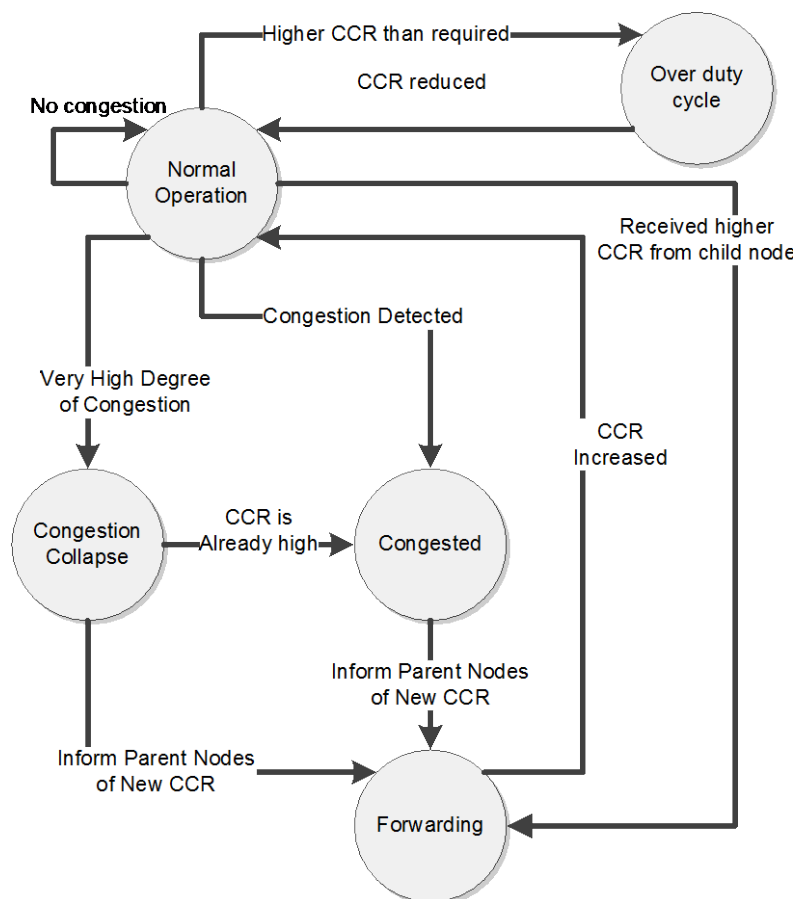 Higher CCR than required
Over duty
cycle
CCR reduced
No congestion
Normal
Operation
Received higher
CCR from child node
Congestion Detected
Very High Degree
of Congestion
CCR
Increased
Congestion
Collapse
CCR is
Already high
Congested
Inform Parent Nodes
of New CCR
Inform Parent Nodes
of New CCR
Forwarding